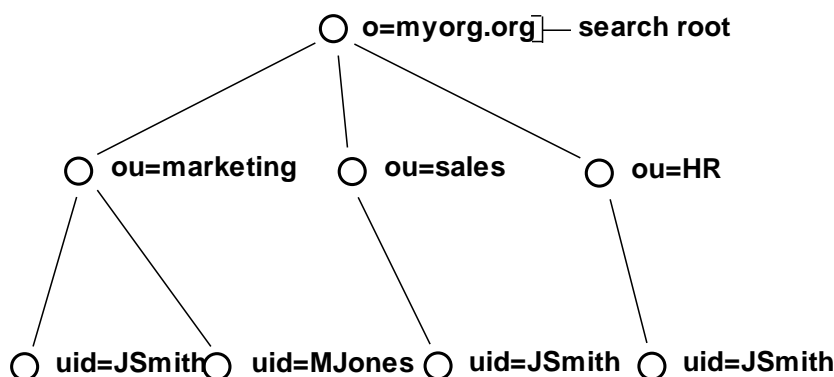 o=myorg.org search root
ou=marketing ou=sales ou=HR
uid=JSmith uid=MJones uid=JSmith uid=JSmith